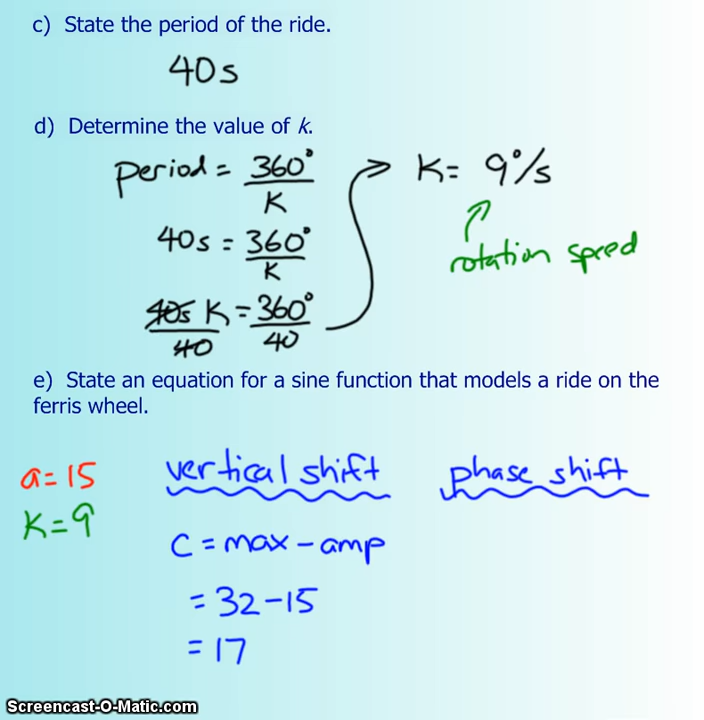 c) State the period of the ride.
40s
d) Determine the value of k.
period = 360°/K
K = 9°/s
40s = 360°/K
rotation speed
40s K/40 = 360°/40
e) State an equation for a sine function that models a ride on the
ferris wheel.
a=15
vertical shift
phase shift
K=9
C = max - amp
= 32-15
= 17
Screencast-O-Matic.com